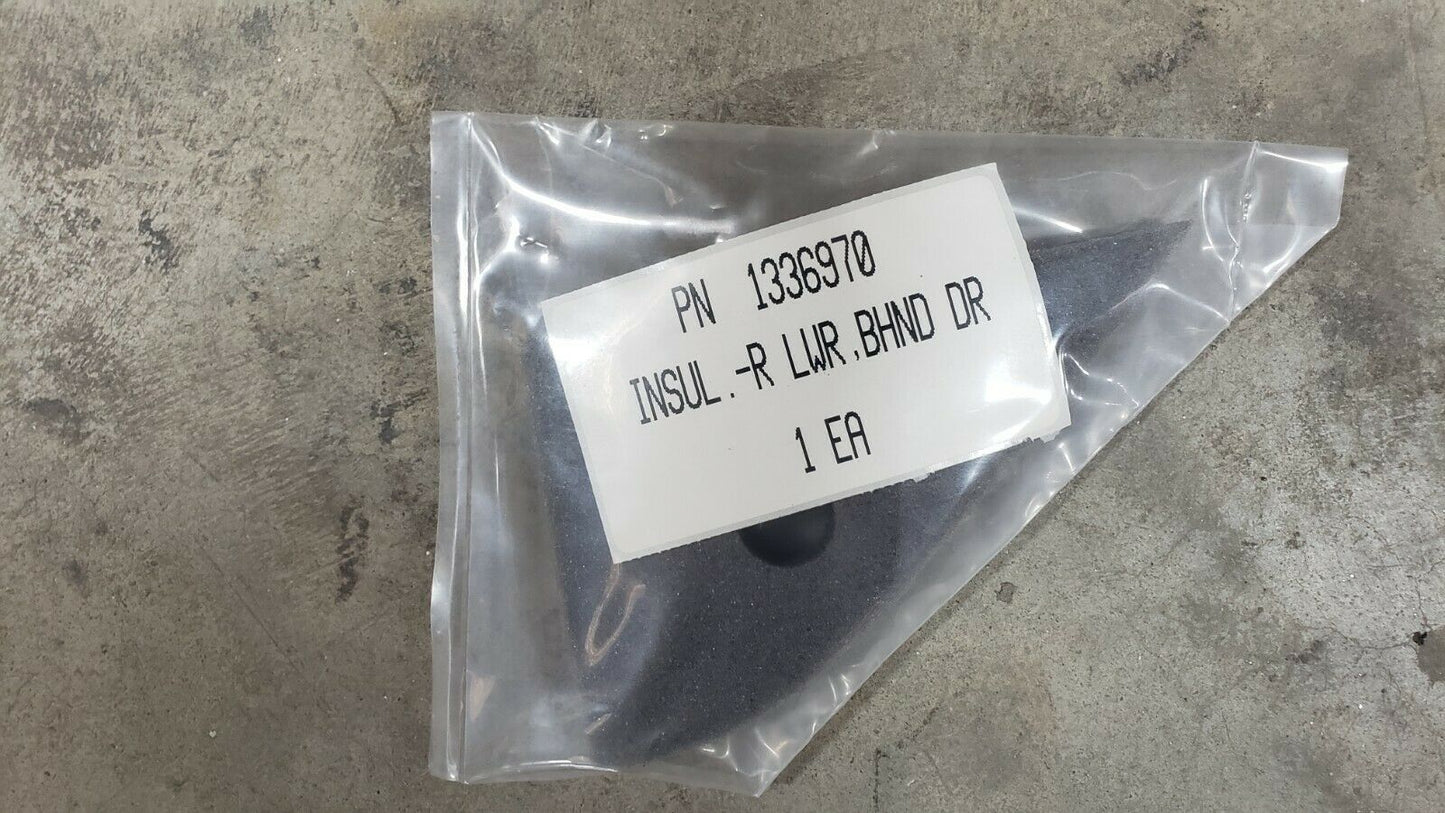 PN 1336970
INSUL.-R LWR,BHND DR
1 EA